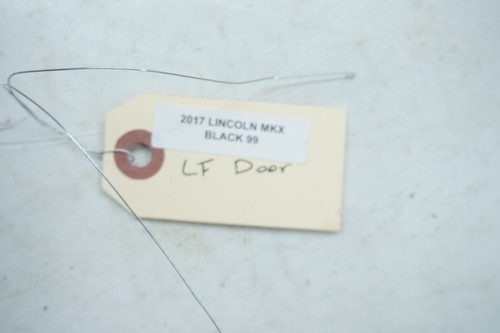 2017 LINCOLN MKX
BLACK 99
LF Door